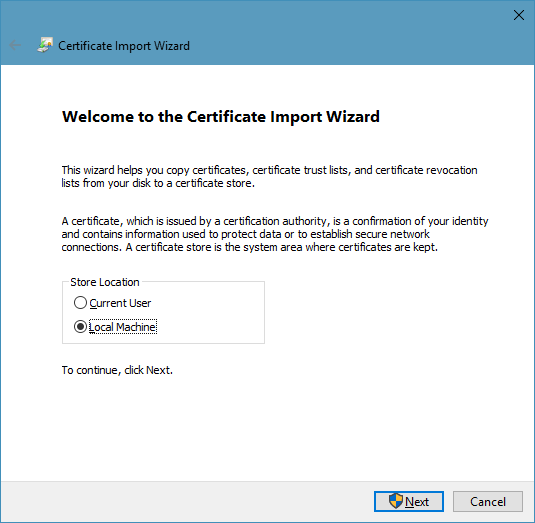 Certificate Import Wizard
Welcome to the Certificate Import Wizard
This wizard helps you copy certificates, certificate trust lists, and certificate revocation
lists from your disk to a certificate store.
A certificate, which is issued by a certification authority, is a confirmation of your identity
and contains information used to protect data or to establish secure network
connections. A certificate store is the system area where certificates are kept.
Store Location
Current User
Local Machine
To continue, click Next.
Next
Cancel